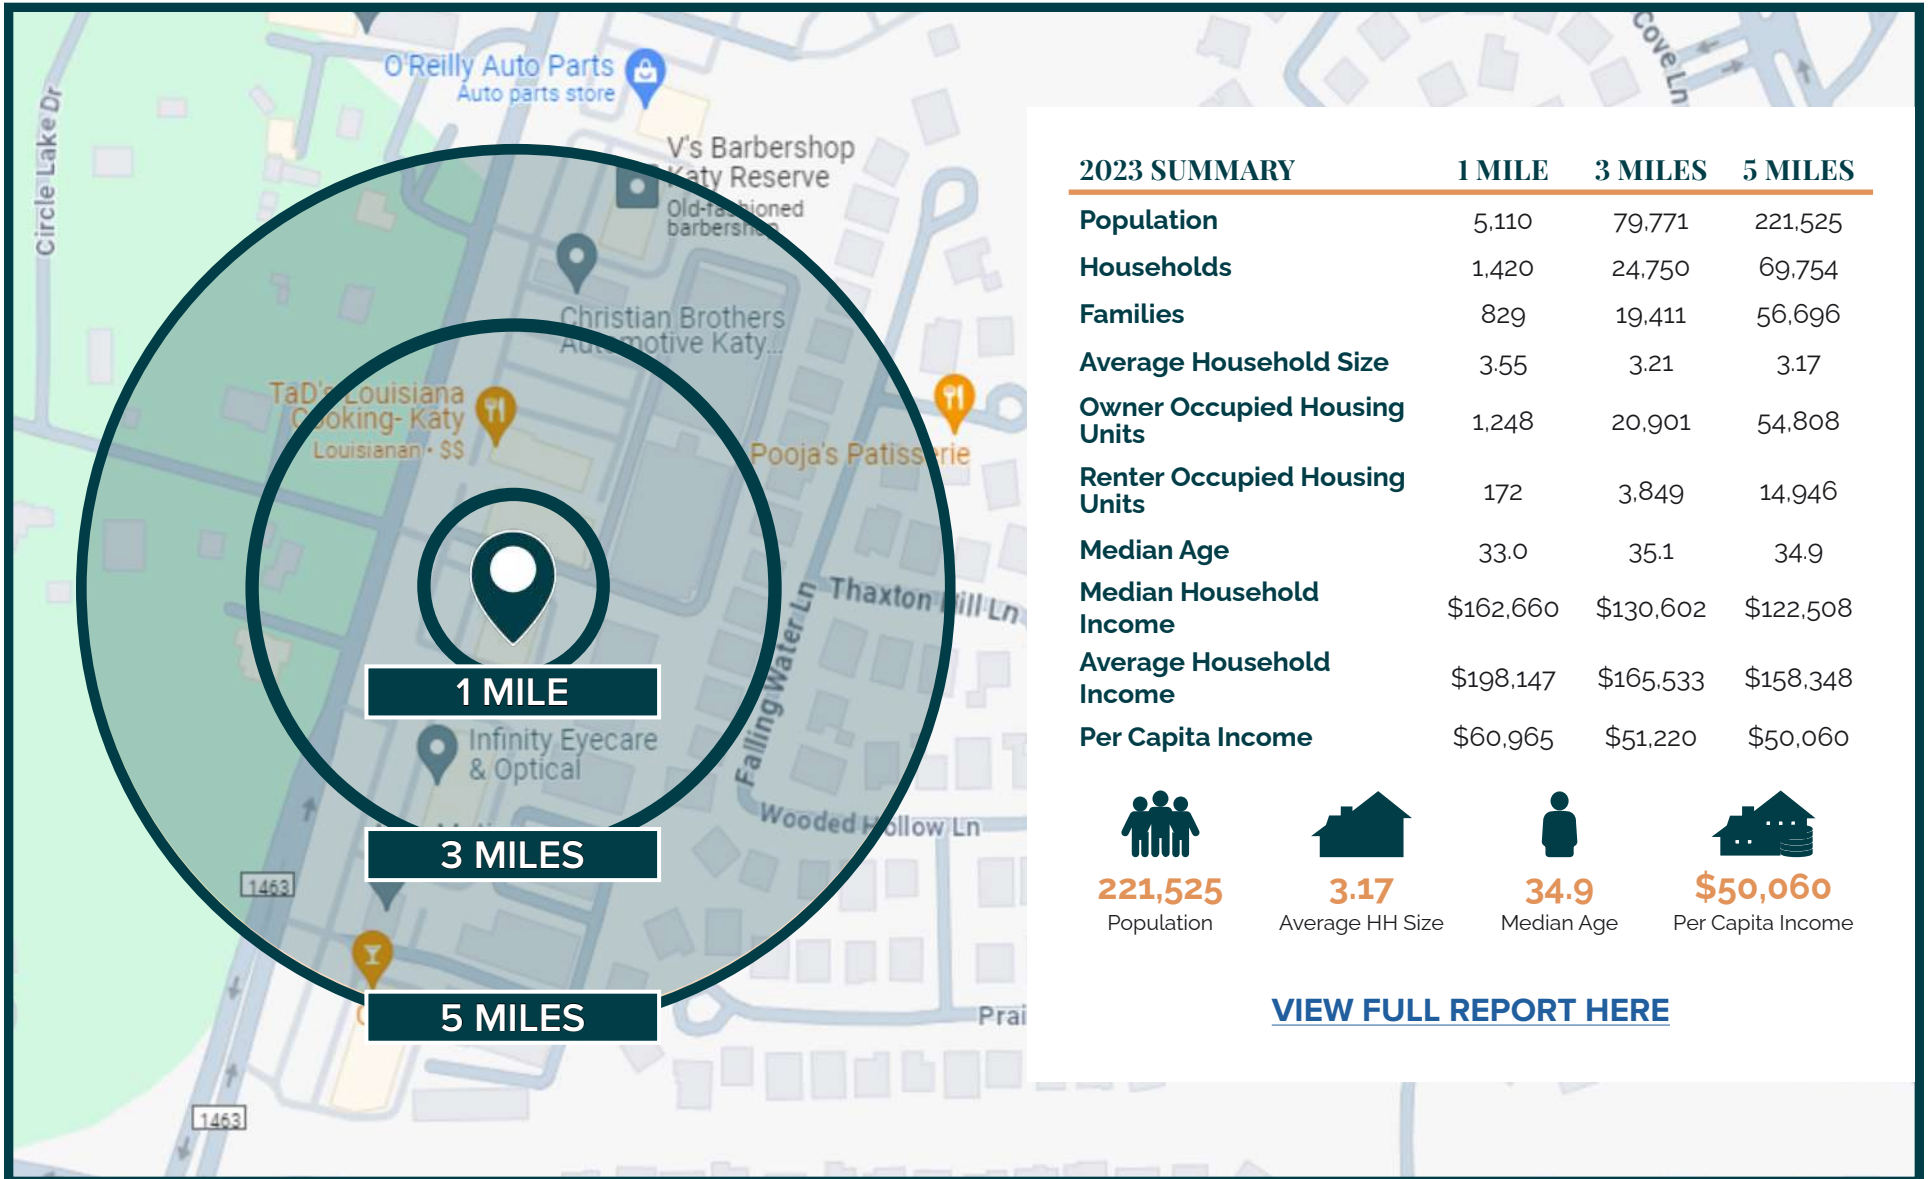 Circle Lake Dr
O'Reilly Auto Parts
Auto parts store
V's Barbershop
Katy Reserve
Old-fashioned
barbershop
Christian Brothers
Automotive Katy...
TaD's Louisiana
Cooking- Katy
Louisianan • $$
Pooja's Patisserie
Thaxton Hill Ln
Falling Water Ln
1 MILE
Infinity Eyecare
& Optical
Wooded Hollow Ln
3 MILES
1463
5 MILES
Prai
1463
Cove Ln
2023 SUMMARY 1 MILE 3 MILES 5 MILES
Population 5,110 79,771 221,525
Households 1,420 24,750 69,754
Families 829 19,411 56,696
Average Household Size 3.55 3.21 3.17
Owner Occupied Housing
Units 1,248 20,901 54,808
Renter Occupied Housing
Units 172 3,849 14,946
Median Age 33.0 35.1 34.9
Median Household
Income $162,660 $130,602 $122,508
Average Household
Income $198,147 $165,533 $158,348
Per Capita Income $60,965 $51,220 $50,060
221,525 3.17 34.9 $50,060
Population Average HH Size Median Age Per Capita Income
VIEW FULL REPORT HERE